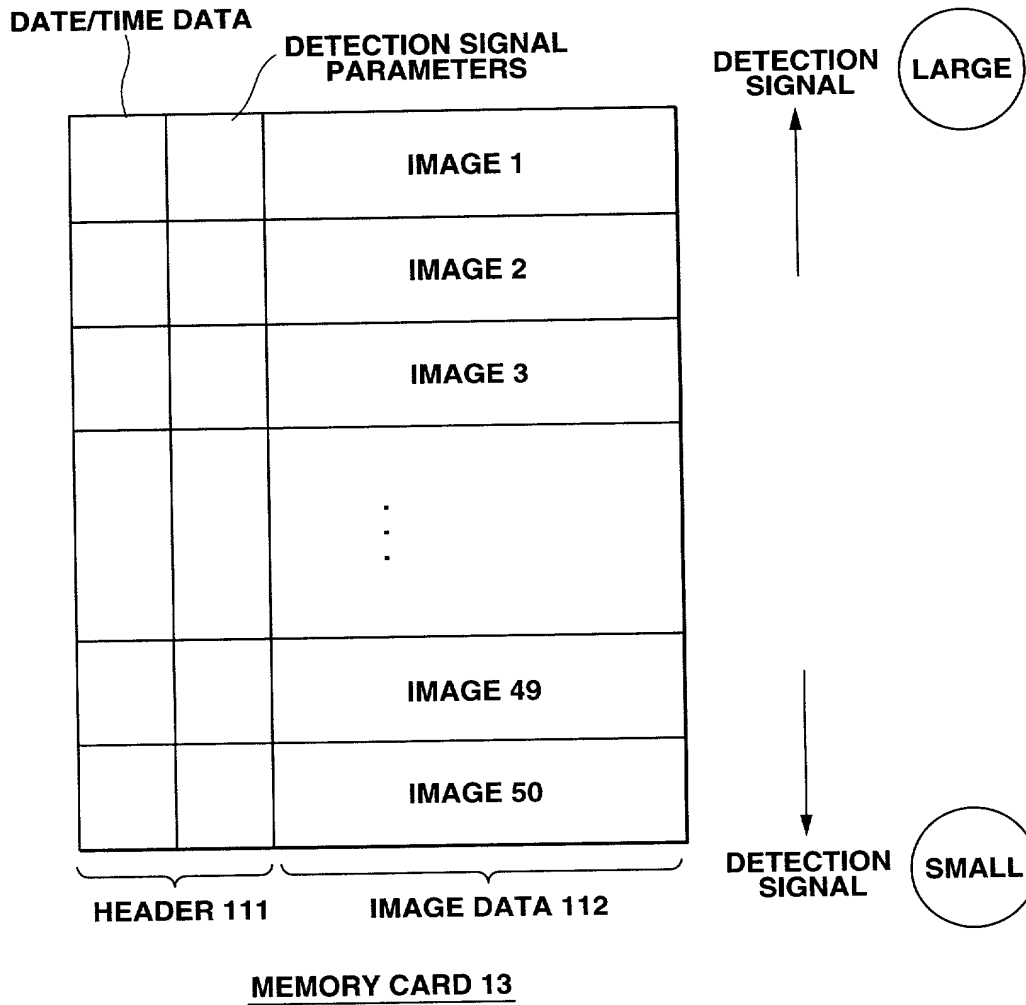 DATE/TIME DATA
DETECTION SIGNAL
PARAMETERS
DETECTION
SIGNAL
LARGE
IMAGE 1
IMAGE 2
IMAGE 3
IMAGE 49
IMAGE 50
DETECTION
SIGNAL
SMALL
HEADER 111
IMAGE DATA 112
MEMORY CARD 13